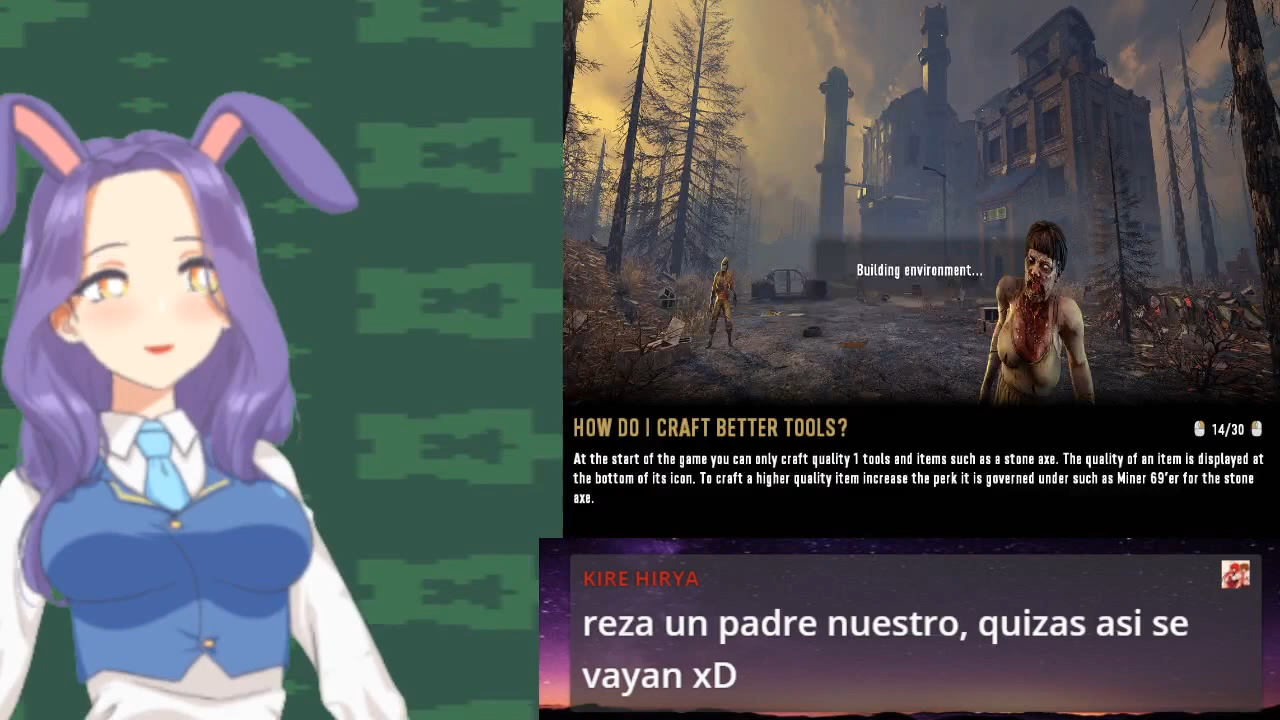 Building environment...
HOW DO I CRAFT BETTER TOOLS?
14/30
At the start of the game you can only craft quality 1 tools and items such as a stone axe. The quality of an item is displayed at
the bottom of its icon. To craft a higher quality item increase the perk it is governed under such as Miner 69'er for the stone
axe.
KIRE HIRYA
reza un padre nuestro, quizas asi se
vayan xD